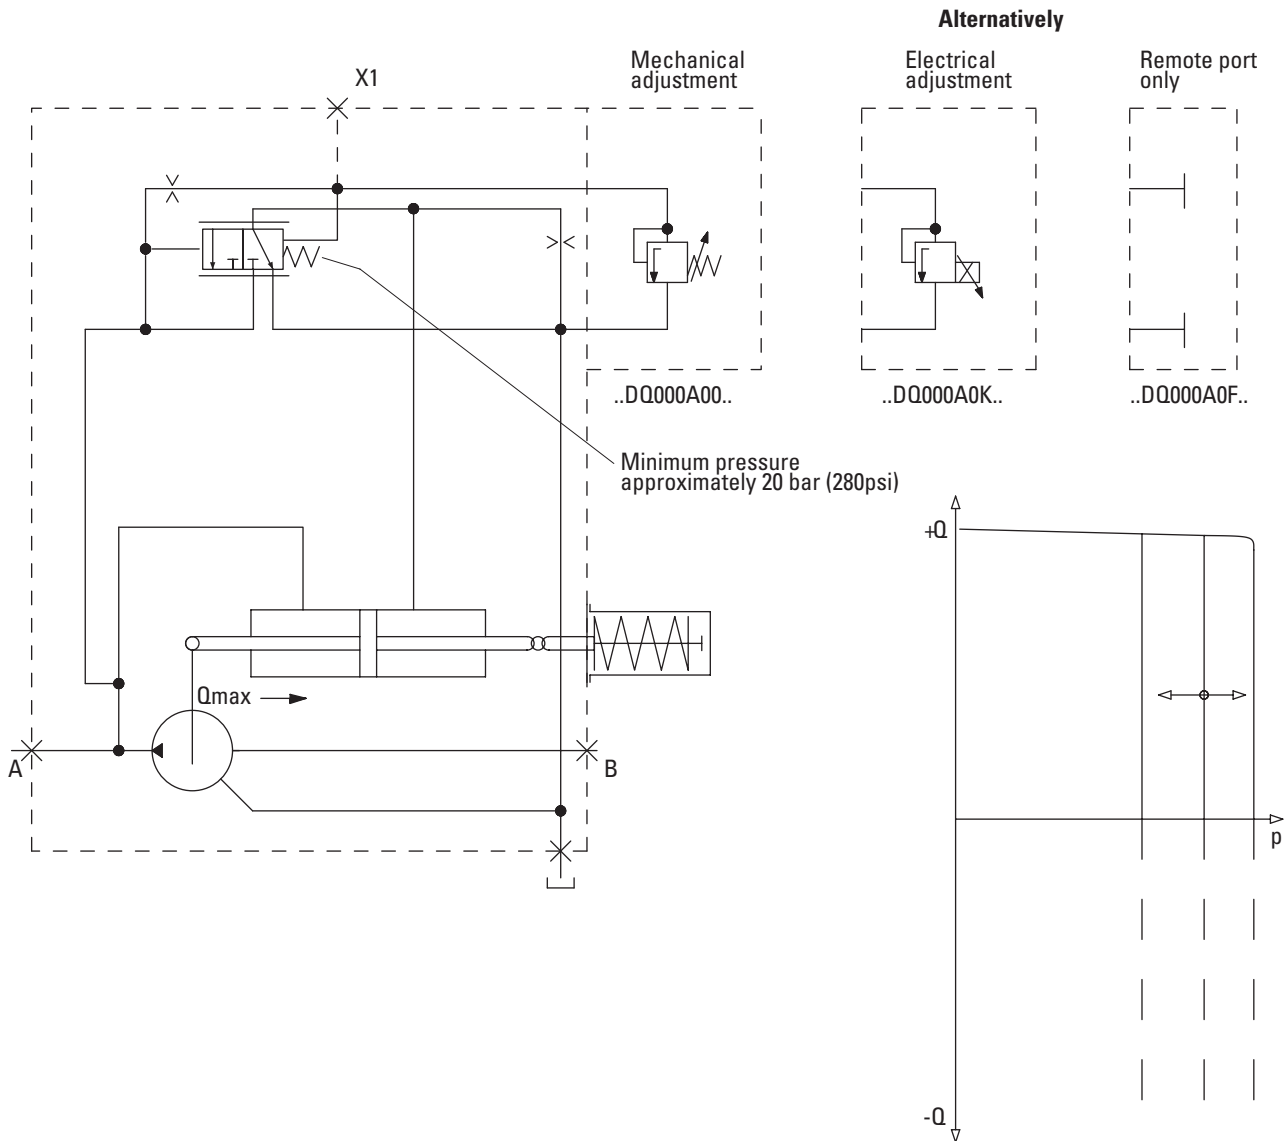 Alternatively
Mechanical
adjustment
Electrical
adjustment
Remote port
only
X1
..DQ000A00..
..DQ000A0K..
..DQ000A0F..
Minimum pressure
approximately 20 bar (280psi)
+Q
Qmax
A
B
p
-Q